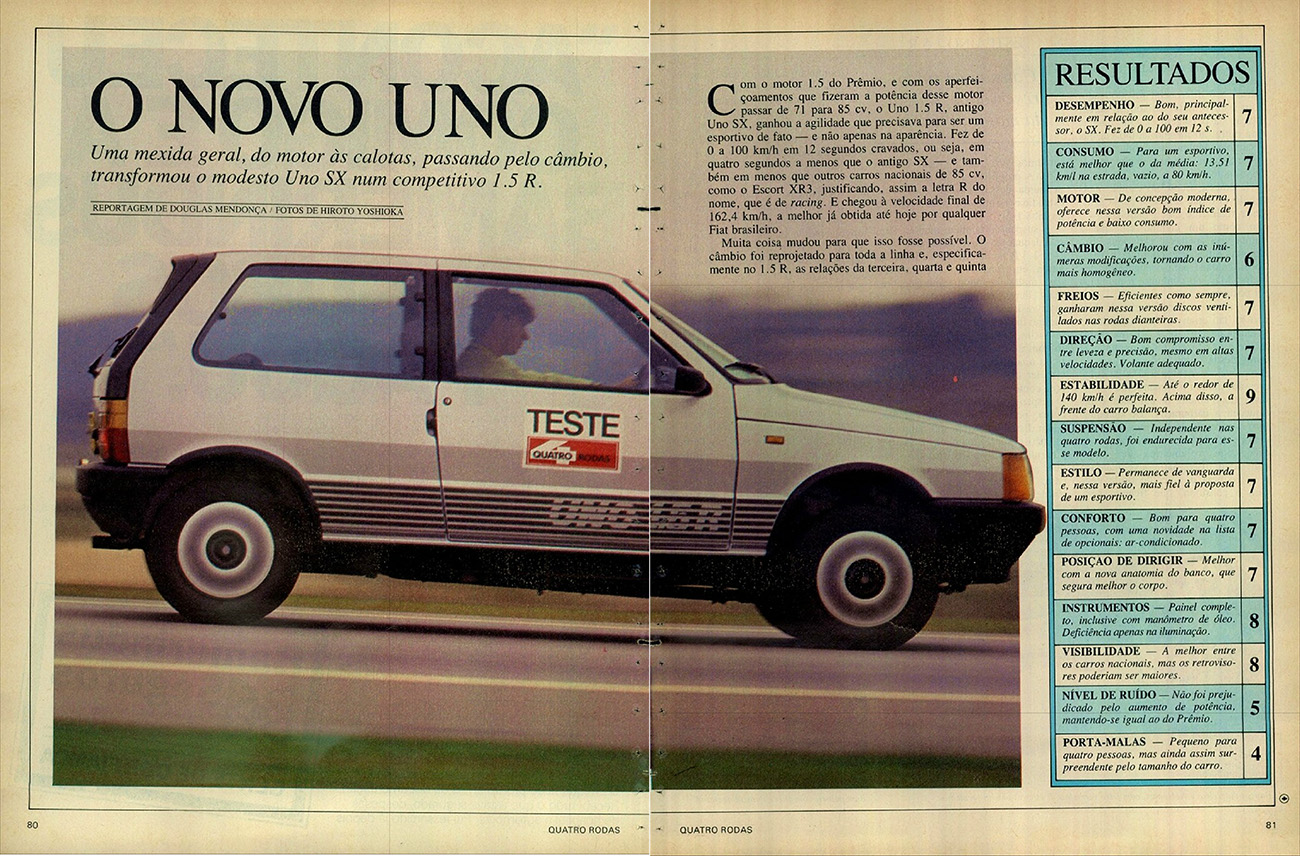 O NOVO UNO
Uma mexida geral, do motor às calotas, passando pelo câmbio,
transformou o modesto Uno SX num competitivo 1.5 R.
REPORTAGEM DE DOUGLAS MENDONÇA / FOTOS DE HIROTO YOSHIOKA
Com o motor 1.5 do Prêmio, e com os aperfei-
çoamentos que fizeram a potência desse motor
passar de 71 para 85 cv, o Uno 1.5 R, antigo
Uno SX, ganhou a agilidade que precisava para ser um
esportivo de fato — e não apenas na aparência. Fez de
0 a 100 km/h em 12 segundos cravados, ou seja, em
quatro segundos a menos que o antigo SX — e tam-
bém em menos que outros carros nacionais de 85 cv,
como o Escort XR3, justificando, assim a letra R do
nome, que é de racing. E chegou à velocidade final de
162,4 km/h, a melhor já obtida até hoje por qualquer
Fiat brasileiro.
Muita coisa mudou para que isso fosse possível. O
câmbio foi reprojetado para toda a linha e, especifica-
mente no 1.5 R, as relações da terceira, quarta e quinta
TESTE
4
QUATRO RODAS
UNO 1.5R
RESULTADOS
DESEMPENHO — Bom, principal-
mente em relação ao do seu anteces-
sor, o SX. Fez de 0 a 100 em 12 s.
7
CONSUMO — Para um esportivo,
está melhor que o da média: 13,51
km/l na estrada, vazio, a 80 km/h.
7
MOTOR — De concepção moderna,
oferece nessa versão bom índice de
potência e baixo consumo.
7
CÂMBIO — Melhorou com as inú-
meras modificações, tornando o carro
mais homogêneo.
6
FREIOS — Eficientes como sempre,
ganharam nessa versão discos venti-
lados nas rodas dianteiras.
7
DIREÇÃO — Bom compromisso en-
tre leveza e precisão, mesmo em altas
velocidades. Volante adequado.
7
ESTABILIDADE — Até o redor de
140 km/h é perfeita. Acima disso, a
frente do carro balança.
9
SUSPENSÃO — Independente nas
quatro rodas, foi endurecida para es-
se modelo.
7
ESTILO — Permanece de vanguarda
e, nessa versão, mais fiel à proposta
de um esportivo.
7
CONFORTO — Bom para quatro
pessoas, com uma novidade na lista
de opcionais: ar-condicionado.
7
POSIÇÃO DE DIRIGIR — Melhor
com a nova anatomia do banco, que
segura melhor o corpo.
7
INSTRUMENTOS — Painel comple-
to, inclusive com manômetro de óleo.
Deficiência apenas na iluminação.
8
VISIBILIDADE — A melhor entre
os carros nacionais, mas os retroviso-
res poderiam ser maiores.
8
NÍVEL DE RUÍDO — Não foi preju-
dicado pelo aumento de potência,
mantendo-se igual ao do Prêmio.
5
PORTA-MALAS — Pequeno para
quatro pessoas, mas ainda assim sur-
preendente pelo tamanho do carro.
4
80
QUATRO RODAS
QUATRO RODAS
81